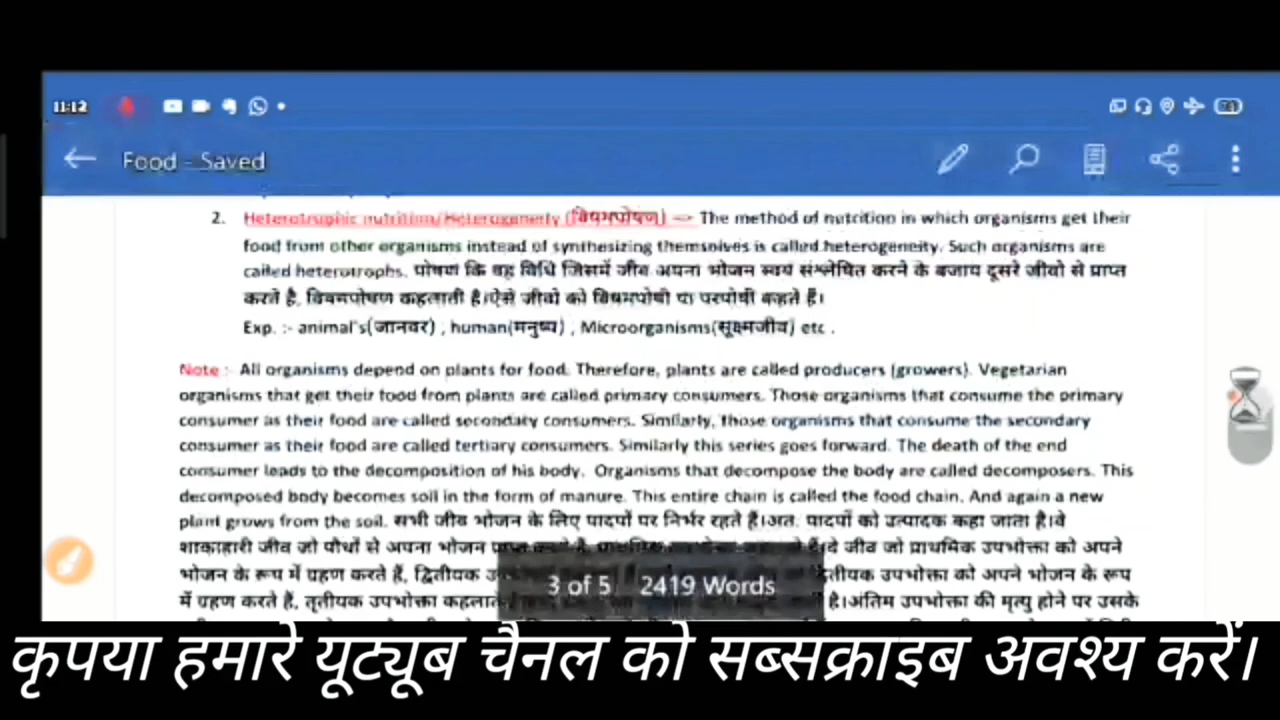 11:12
Food - Saved
2. Heterotrophic nutrition/Heterogeneity (विषमपोषण) => The method of nutrition in which organisms get their
food from other organisms instead of synthesizing themselves is called heterogeneity. Such organisms are
called heterotrophs. पोषण कि वह विधि जिसमें जीव अपना भोजन स्वयं संश्लेषित करने के बजाय दूसरे जीवो से प्राप्त
करते है, विषमपोषण कहलाती है।ऐसे जीवो को विषमपोषी या परपोषी कहते हैं।
Exp. :- animal's(जानवर) , human(मनुष्य) , Microorganisms(सूक्ष्मजीव) etc .
Note :- All organisms depend on plants for food. Therefore, plants are called producers (growers). Vegetarian
organisms that get their food from plants are called primary consumers. Those organisms that consume the primary
consumer as their food are called secondary consumers. Similarly, those organisms that consume the secondary
consumer as their food are called tertiary consumers. Similarly this series goes forward. The death of the end
consumer leads to the decomposition of his body. Organisms that decompose the body are called decomposers. This
decomposed body becomes soil in the form of manure. This entire chain is called the food chain. And again a new
plant grows from the soil. सभी जीव भोजन के लिए पादपों पर निर्भर रहते हैं।अत. पादपों को उत्पादक कहा जाता है।वे
शाकाहारी जीव जो पौधों से अपना भोजन वे जीव जो प्राथमिक उपभोक्ता को अपने
भोजन के रूप में ग्रहण करते हैं, द्वितीयक द्वितीयक उपभोक्ता को अपने भोजन के रूप
में ग्रहण करते हैं, तृतीयक उपभोक्ता कहलाते है।अंतिम उपभोक्ता की मृत्यु होने पर उसके
3 of 5 2419 Words
कृपया हमारे यूट्यूब चैनल को सब्सक्राइब अवश्य करें।